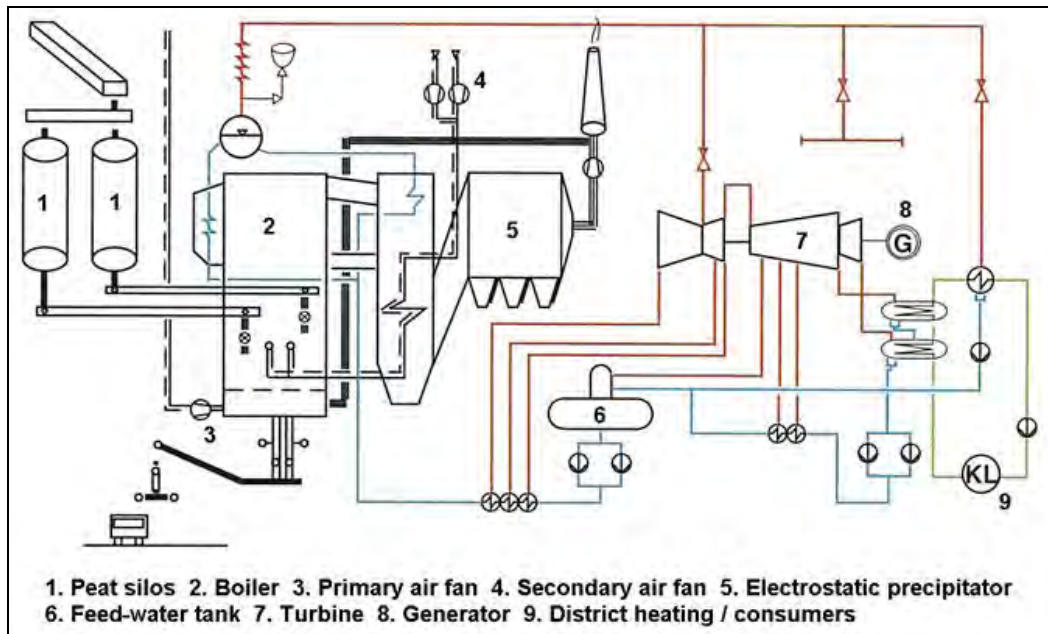 4
1
1
2
5
8
G
7
3
6
KL
9
1. Peat silos 2. Boiler 3. Primary air fan 4. Secondary air fan 5. Electrostatic precipitator
6. Feed-water tank 7. Turbine 8. Generator 9. District heating / consumers